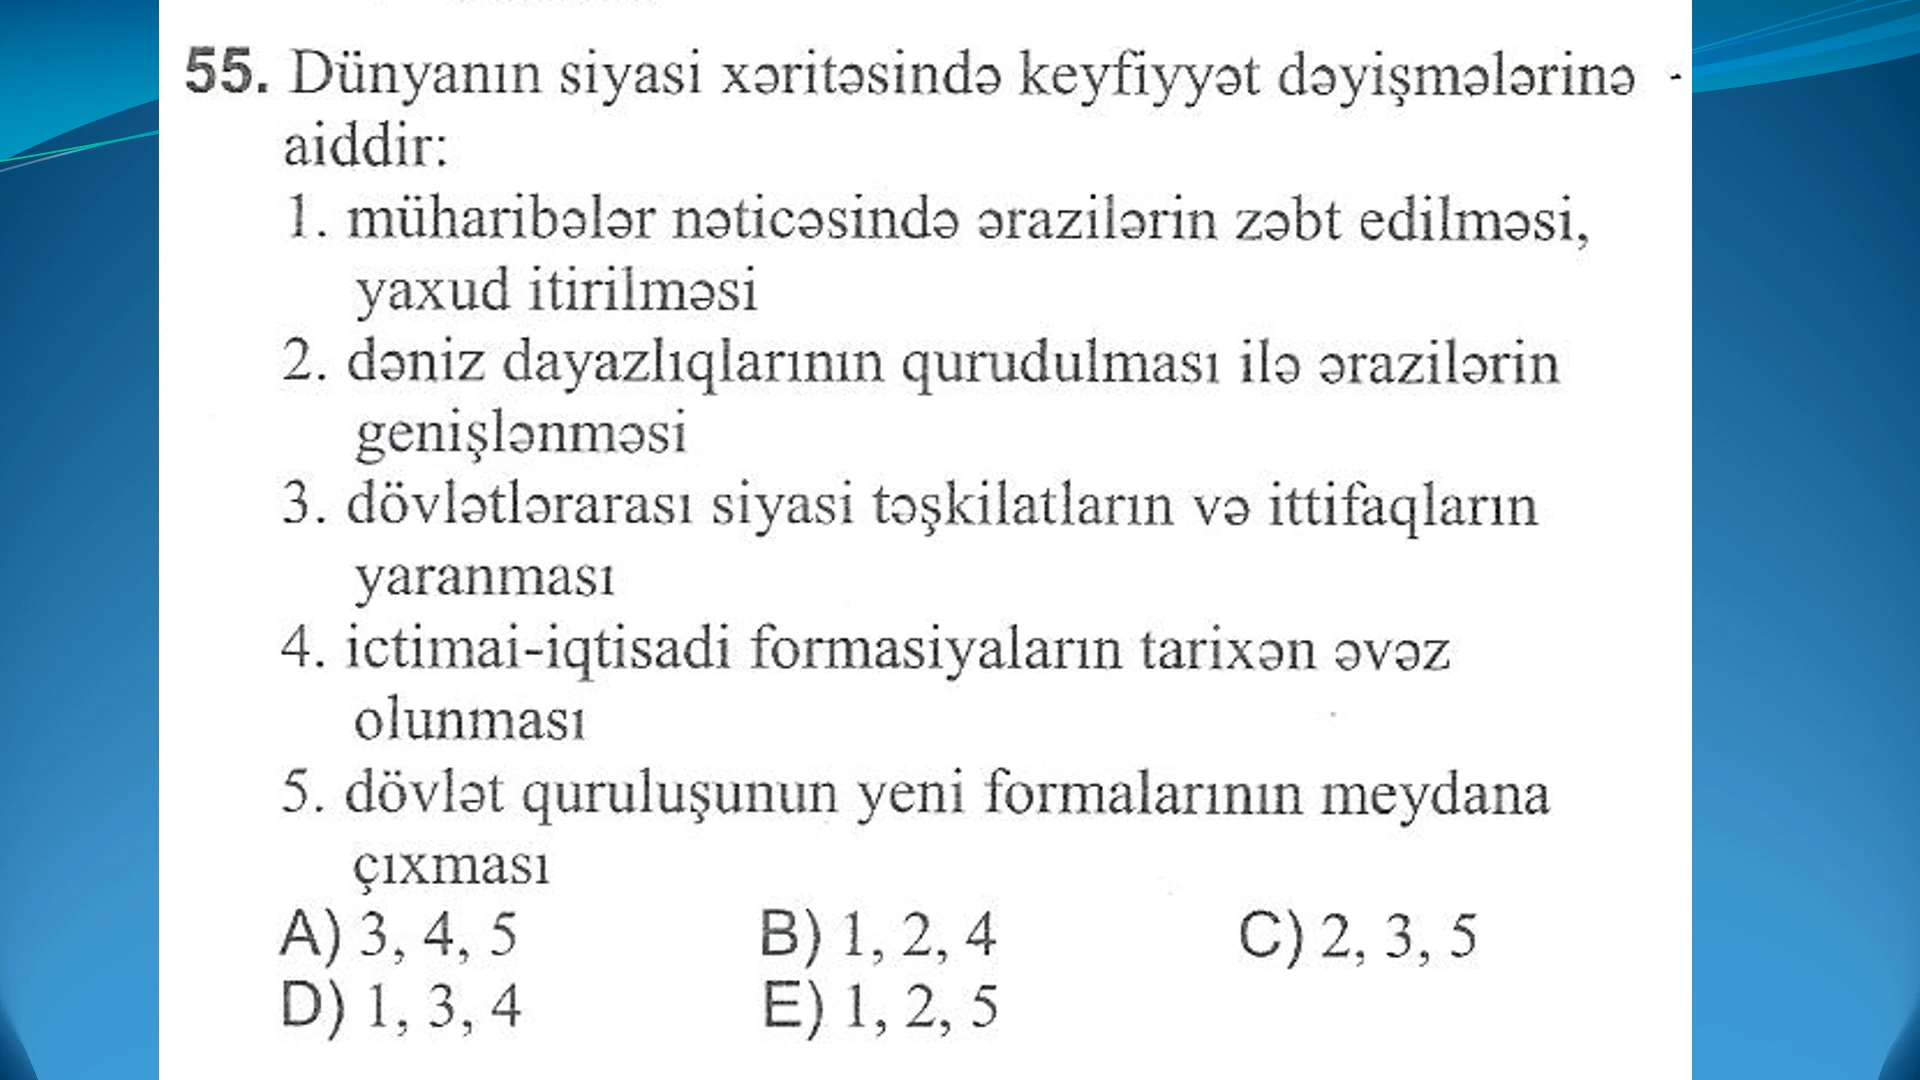 55. Dünyanın siyasi xəritəsində keyfiyyət dəyişmələrinə -
aiddir:
1. müharibələr nəticəsində ərazilərin zəbt edilməsi,
yaxud itirilməsi
2. dəniz dayazlıqlarının qurudulması ilə ərazilərin
genişlənməsi
3. dövlətlərarası siyasi təşkilatların və ittifaqların
yaranması
4. ictimai-iqtisadi formasiyaların tarixən əvəz
olunması
5. dövlət quruluşunun yeni formalarının meydana
çıxması
A) 3, 4, 5 B) 1, 2, 4 C) 2, 3, 5
D) 1, 3, 4 E) 1, 2, 5